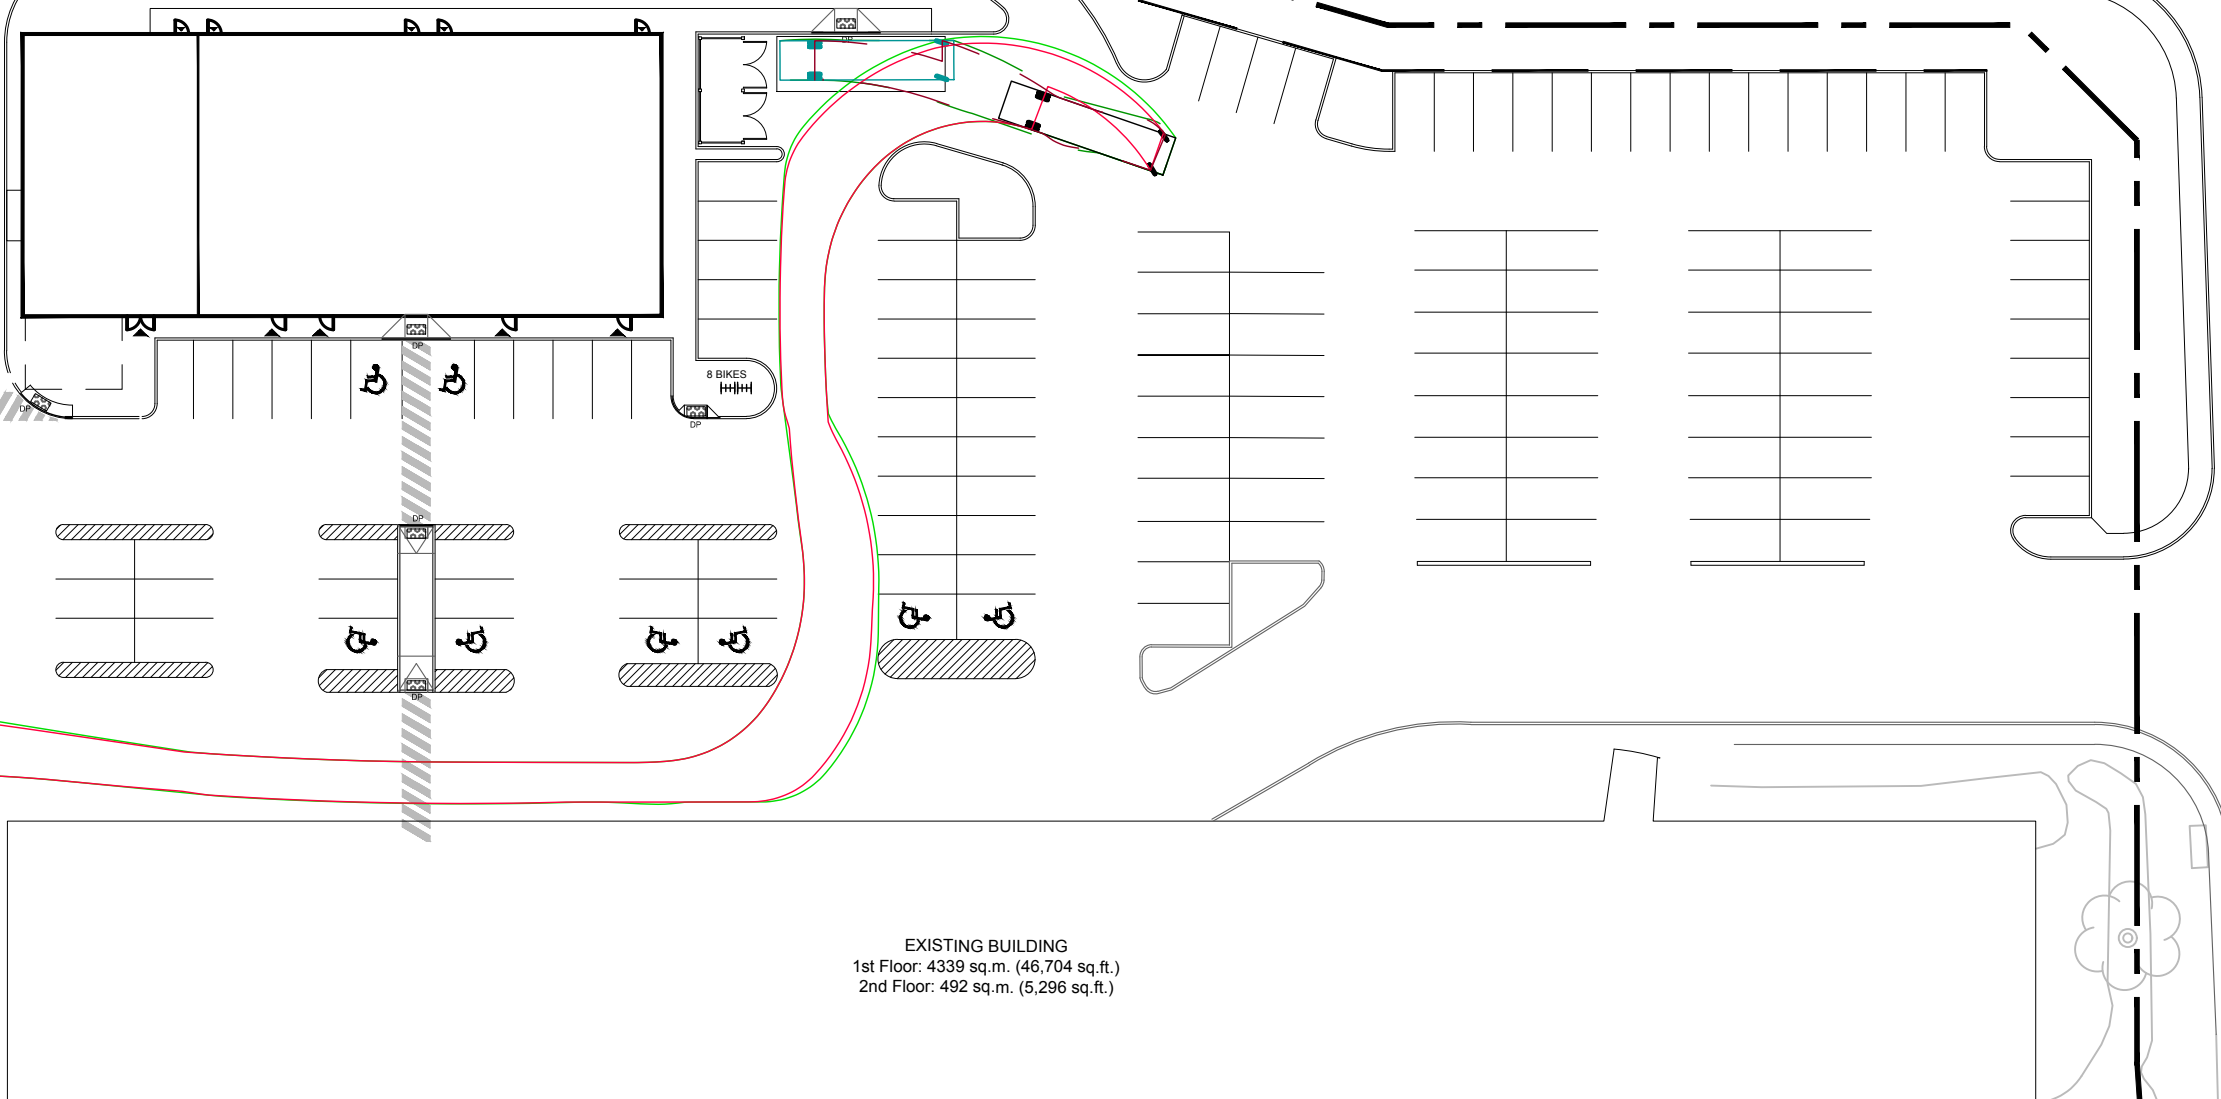 DP
DP
8 BIKES
DP
DP
DP
DP
EXISTING BUILDING
1st Floor: 4339 sq.m. (46,704 sq.ft.)
2nd Floor: 492 sq.m. (5,296 sq.ft.)